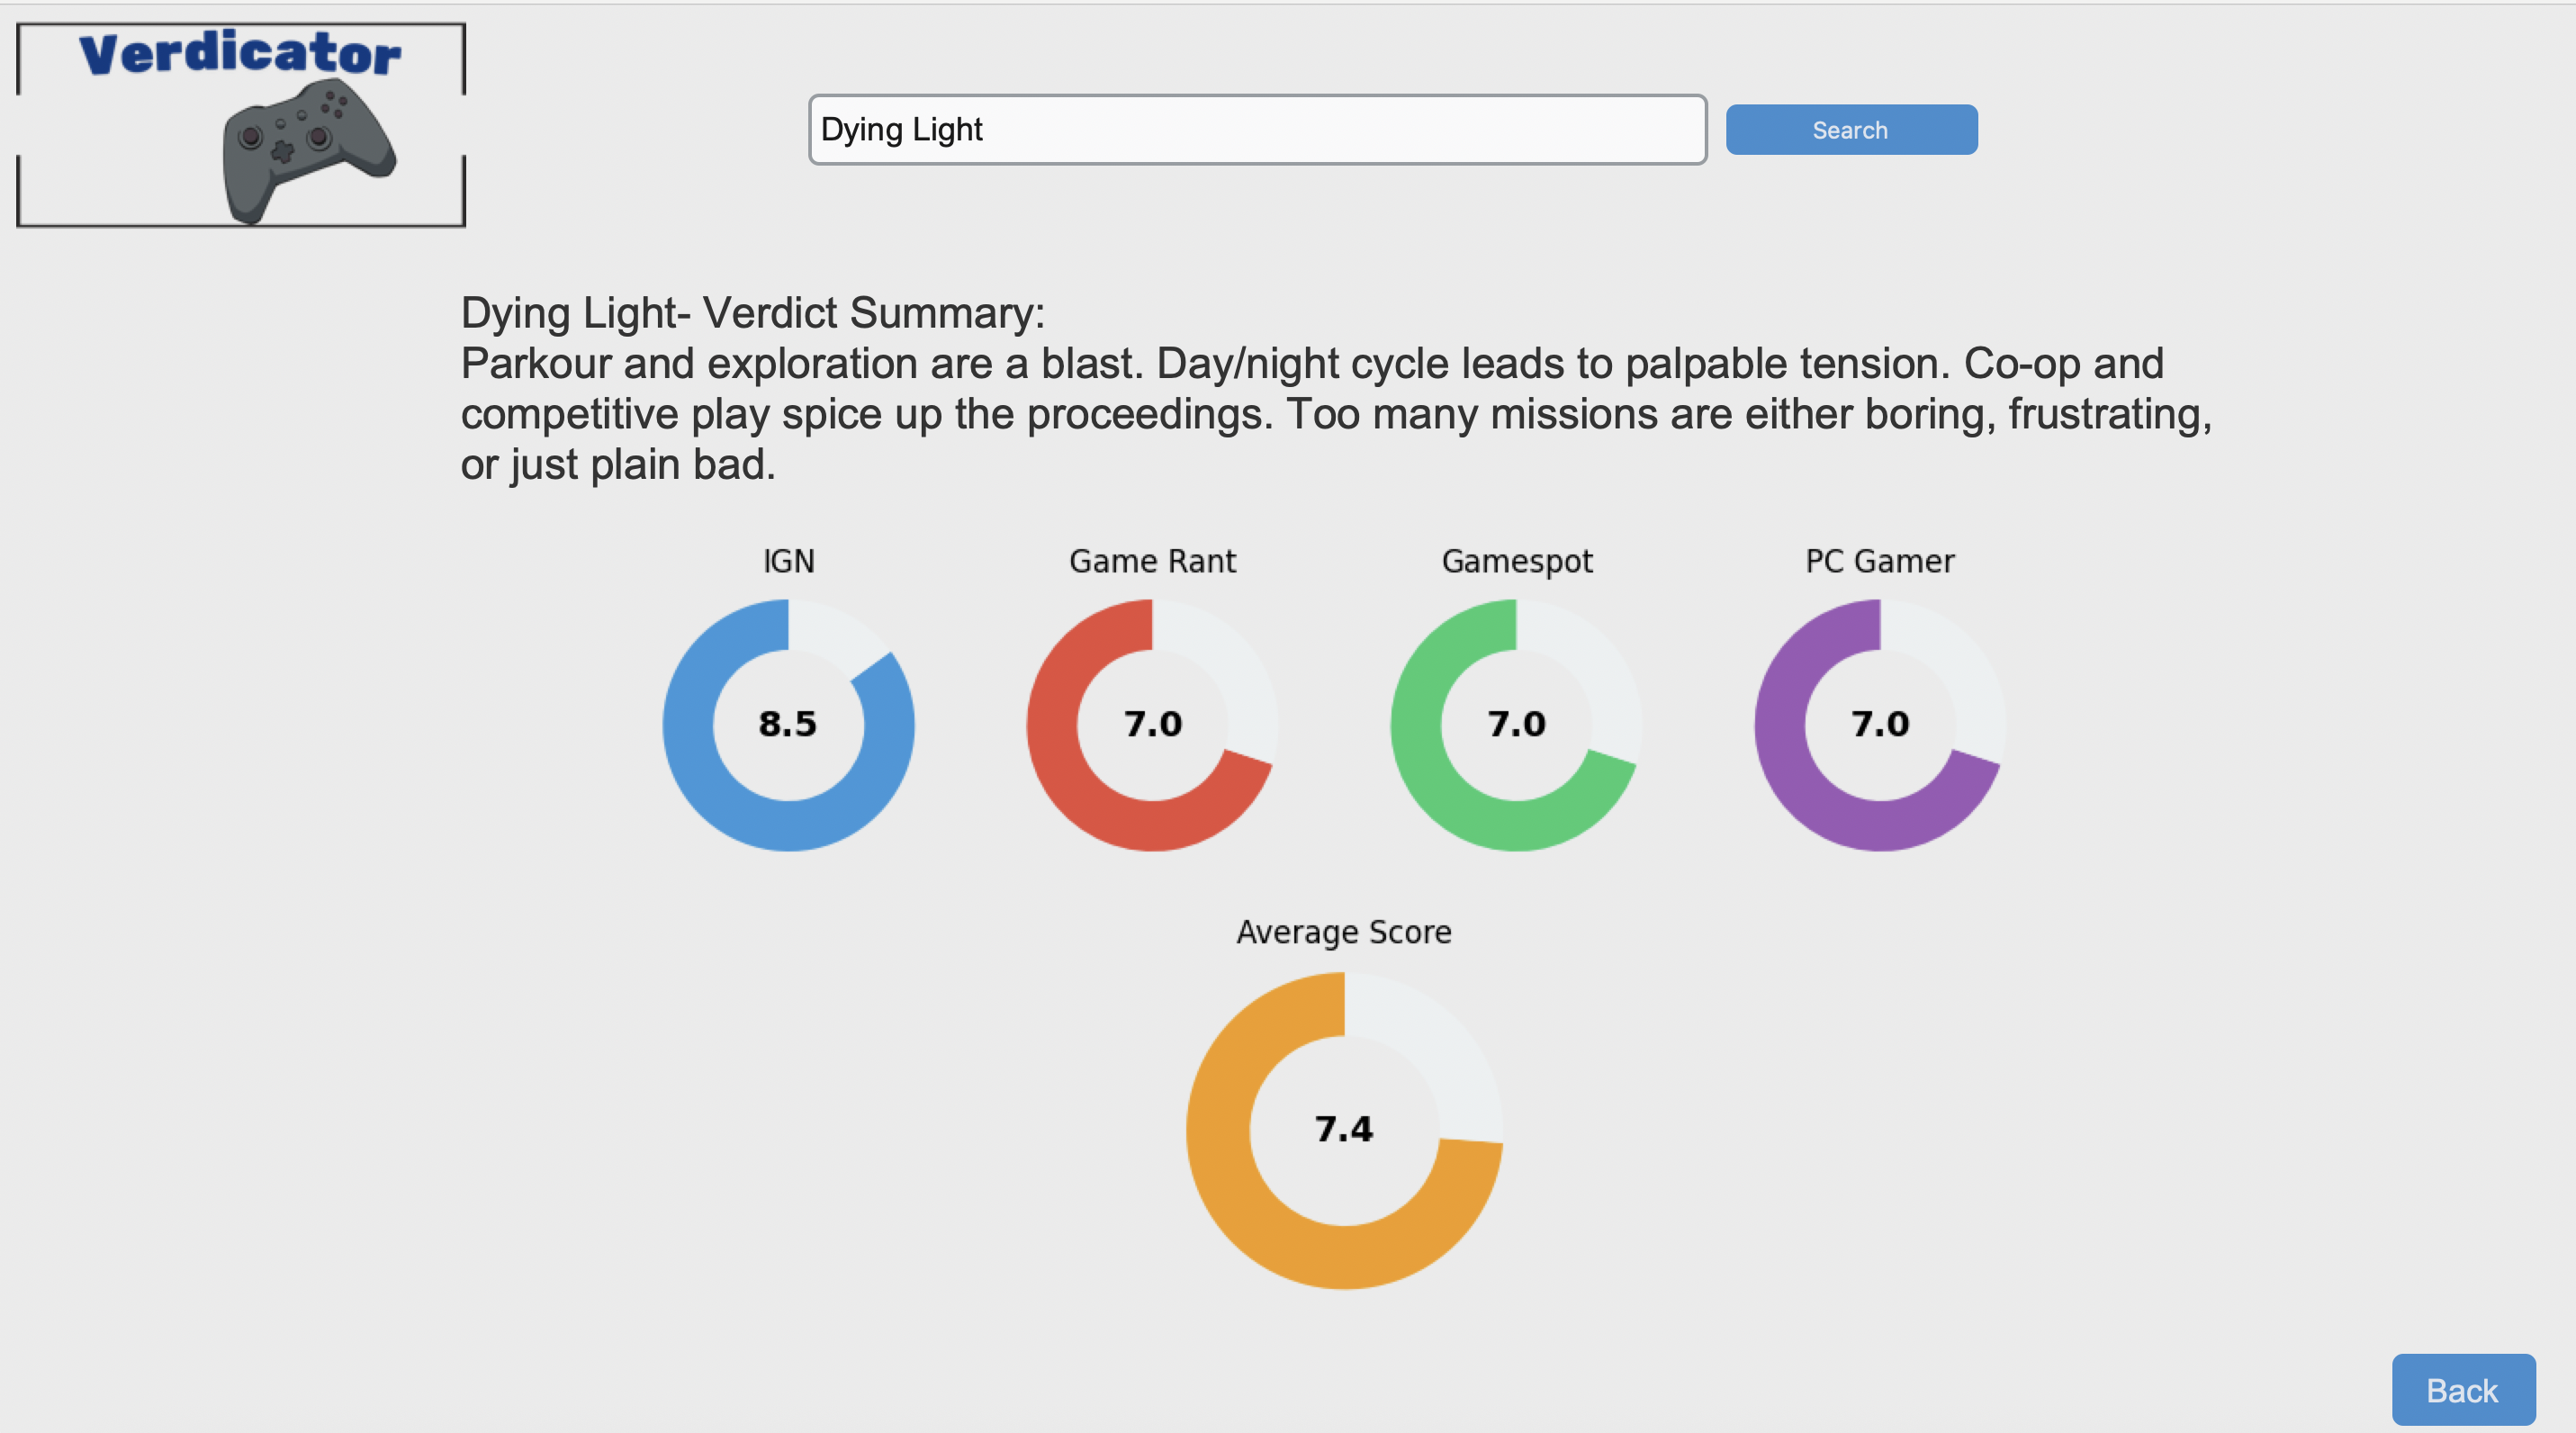 Verdicator
Dying Light
Search
Dying Light- Verdict Summary:
Parkour and exploration are a blast. Day/night cycle leads to palpable tension. Co-op and
competitive play spice up the proceedings. Too many missions are either boring, frustrating,
or just plain bad.
IGN
Game Rant
Gamespot
PC Gamer
8.5
7.0
7.0
7.0
Average Score
7.4
Back